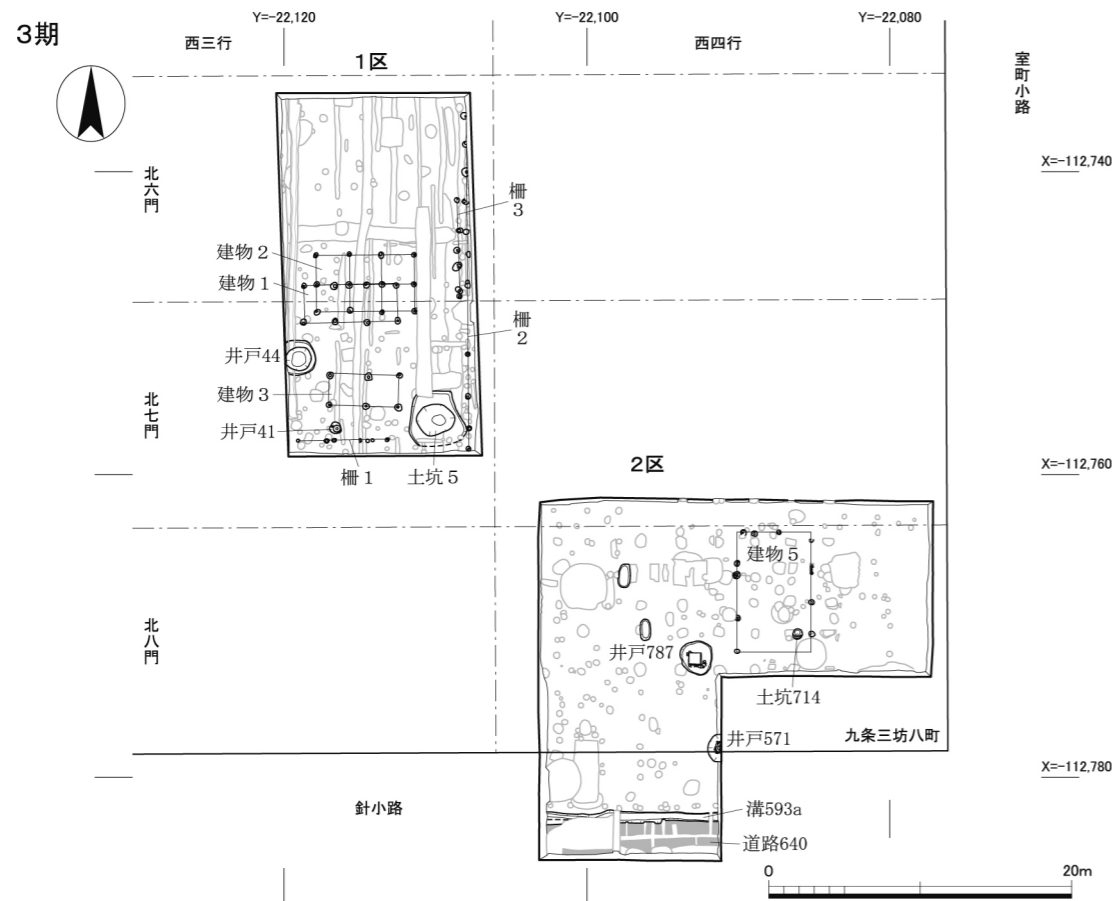 3期
Y=-22,120
Y=-22,100
Y=-22,080
西三行
西四行
1区
室町小路
X=-112,740
北六門
柵3
建物2
建物1
柵2
井戸44
建物3
北七門
井戸41
柵1
土坑5
2区
X=-112,760
建物5
北八門
井戸787
土坑714
井戸571
九条三坊八町
X=-112,780
針小路
溝593a
道路640
0
20m